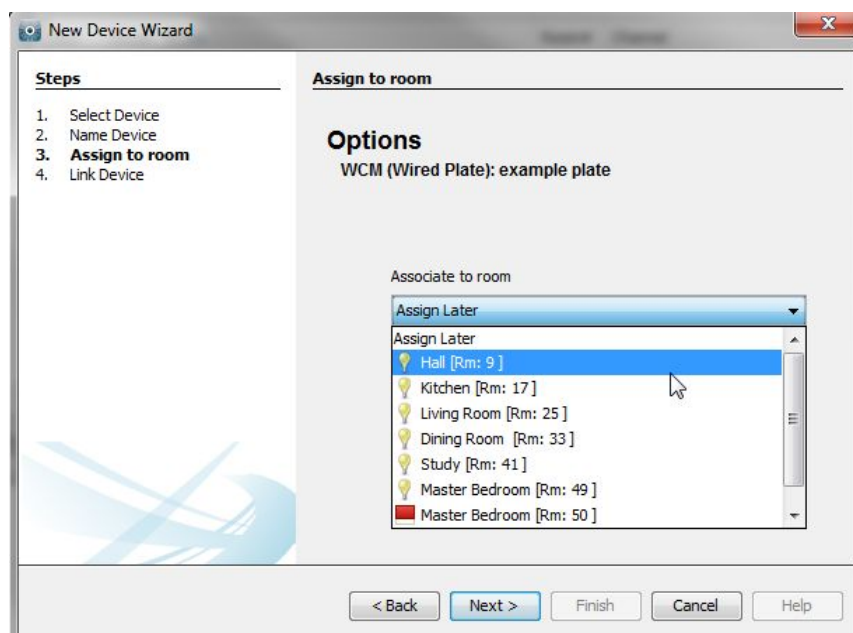 New Device Wizard
Steps
1. Select Device
2. Name Device
3. Assign to room
4. Link Device
Assign to room
Options
WCM (Wired Plate): example plate
Associate to room
Assign Later
Assign Later
Hall [Rm: 9 ]
Kitchen [Rm: 17 ]
Living Room [Rm: 25 ]
Dining Room [Rm: 33 ]
Study [Rm: 41 ]
Master Bedroom [Rm: 49 ]
Master Bedroom [Rm: 50 ]
< Back Next > Finish Cancel Help